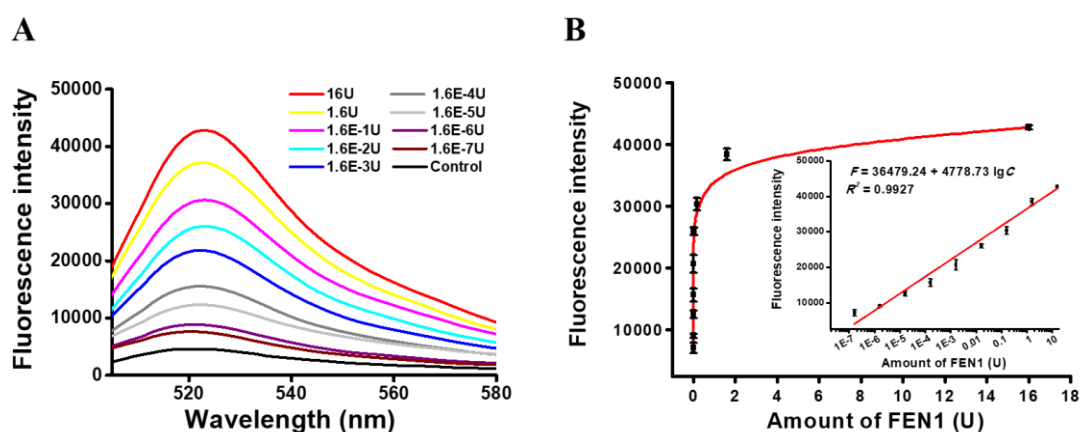 A
B
Fluorescence intensity
50000
40000
30000
20000
10000
0
16U
1.6U
1.6E-1U
1.6E-2U
1.6E-3U
1.6E-4U
1.6E-5U
1.6E-6U
1.6E-7U
Control
520
540
560
580
Wavelength (nm)
Fluorescence intensity
50000
40000
30000
20000
10000
0 2 4 6 8 10 12 14 16 18
Amount of FEN1 (U)
Fluorescence intensity
50000
40000
30000
20000
10000
F = 36479.24 + 4778.73 lgC
R² = 0.9927
1E-7 1E-6 1E-5 1E-4 1E-3 0.01 0.1 1 10
Amount of FEN1 (U)